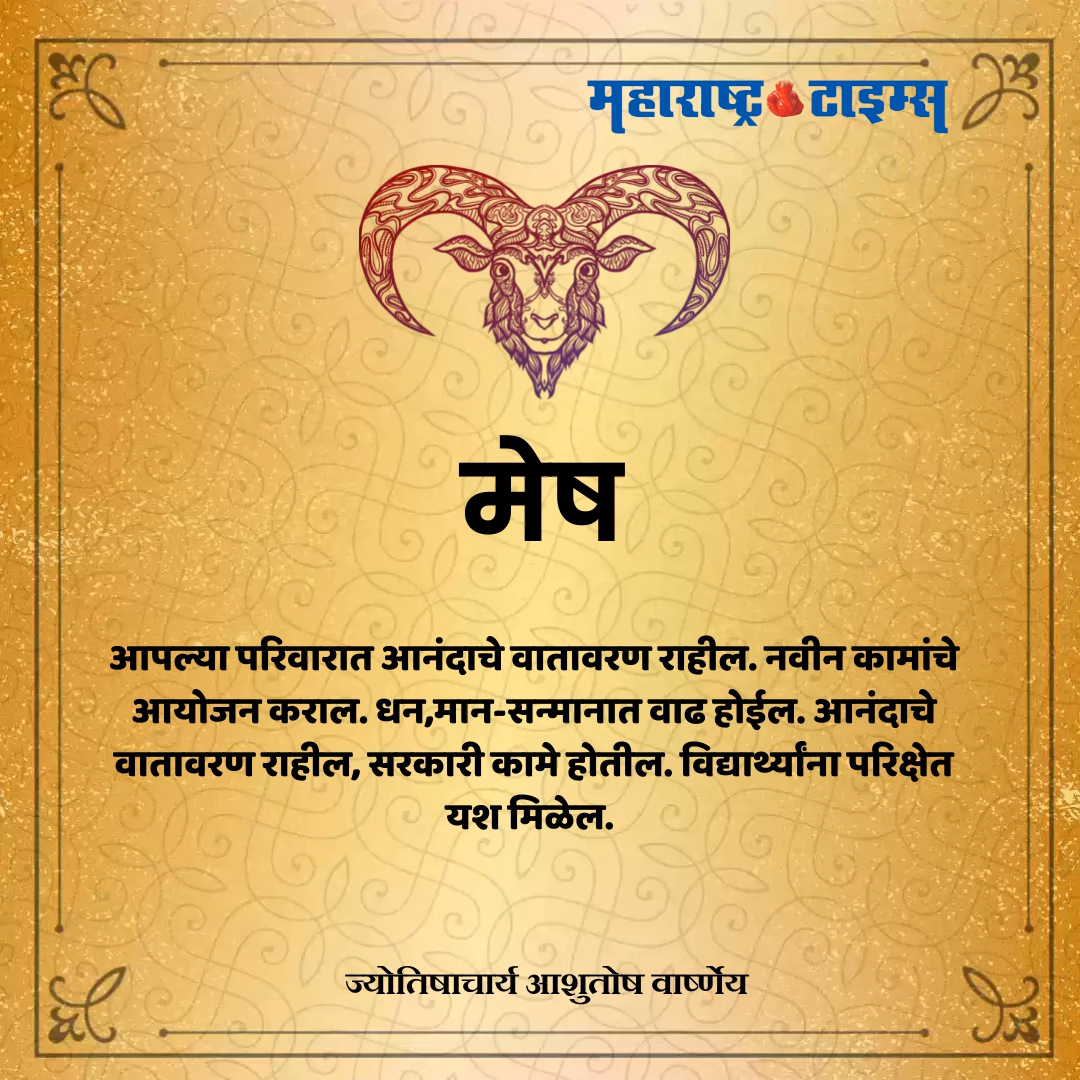 महाराष्ट्र टाइम्स
मेष
आपल्या परिवारात आनंदाचे वातावरण राहील. नवीन कामांचे
आयोजन कराल. धन,मान-सन्मानात वाढ होईल. आनंदाचे
वातावरण राहील, सरकारी कामे होतील. विद्यार्थ्यांना परिक्षेत
यश मिळेल.
ज्योतिषाचार्य आशुतोष वार्ष्णेय